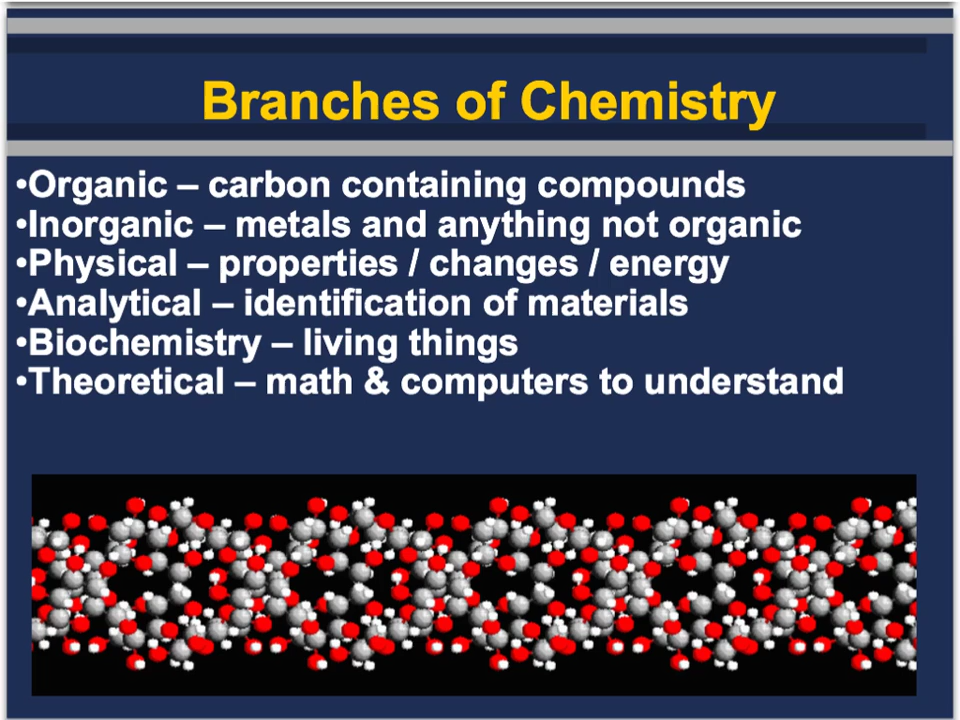 Branches of Chemistry
•Organic – carbon containing compounds
•Inorganic – metals and anything not organic
•Physical – properties / changes / energy
•Analytical – identification of materials
•Biochemistry – living things
•Theoretical – math & computers to understand